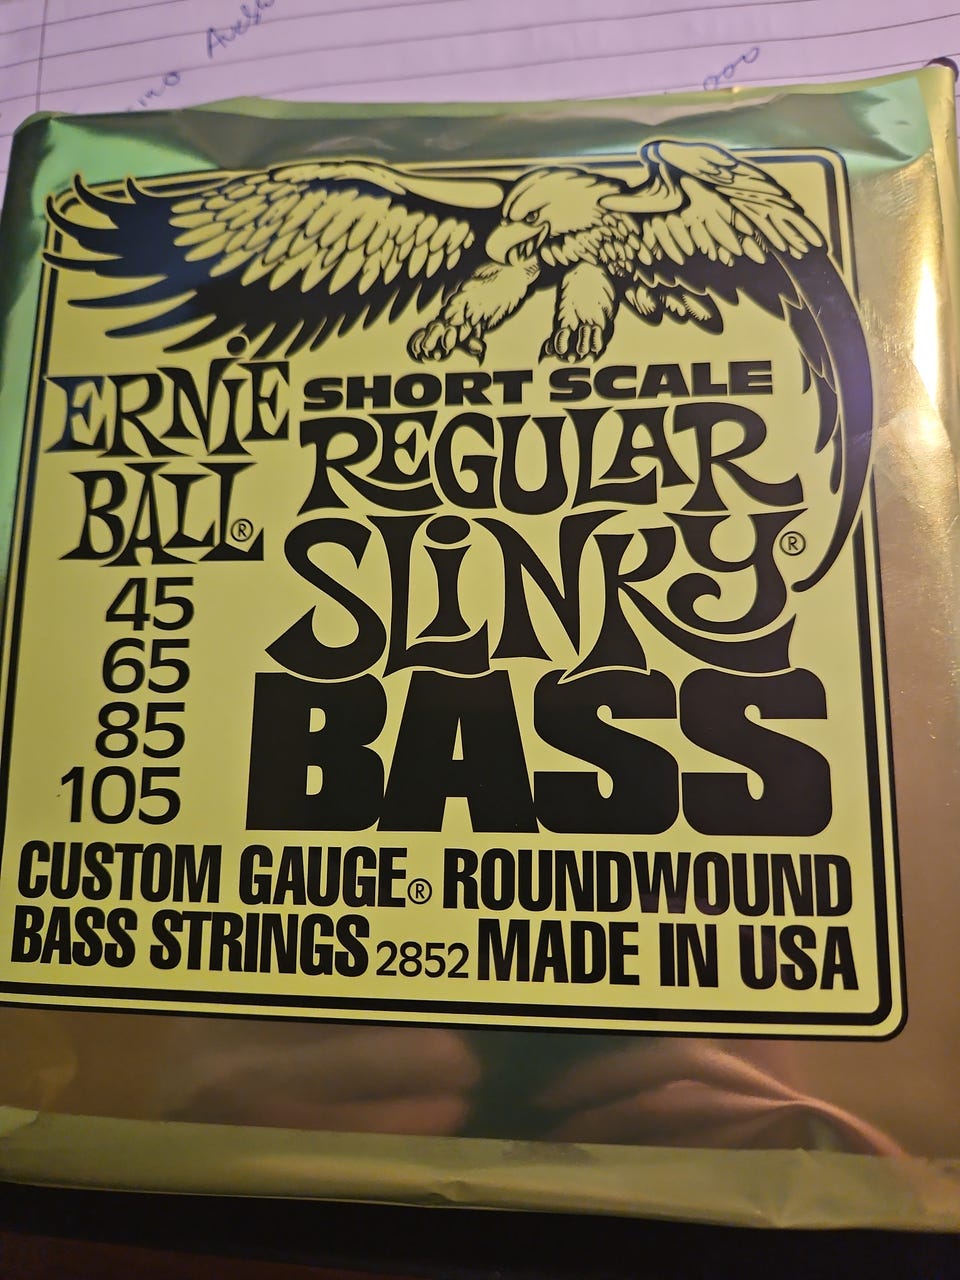 SHORT SCALE
ERNiE
BALL®
REGULAR
SLiNKY®
BASS
45
65
85
105
CUSTOM GAUGE® ROUNDWOUND
BASS STRINGS 2852 MADE IN USA